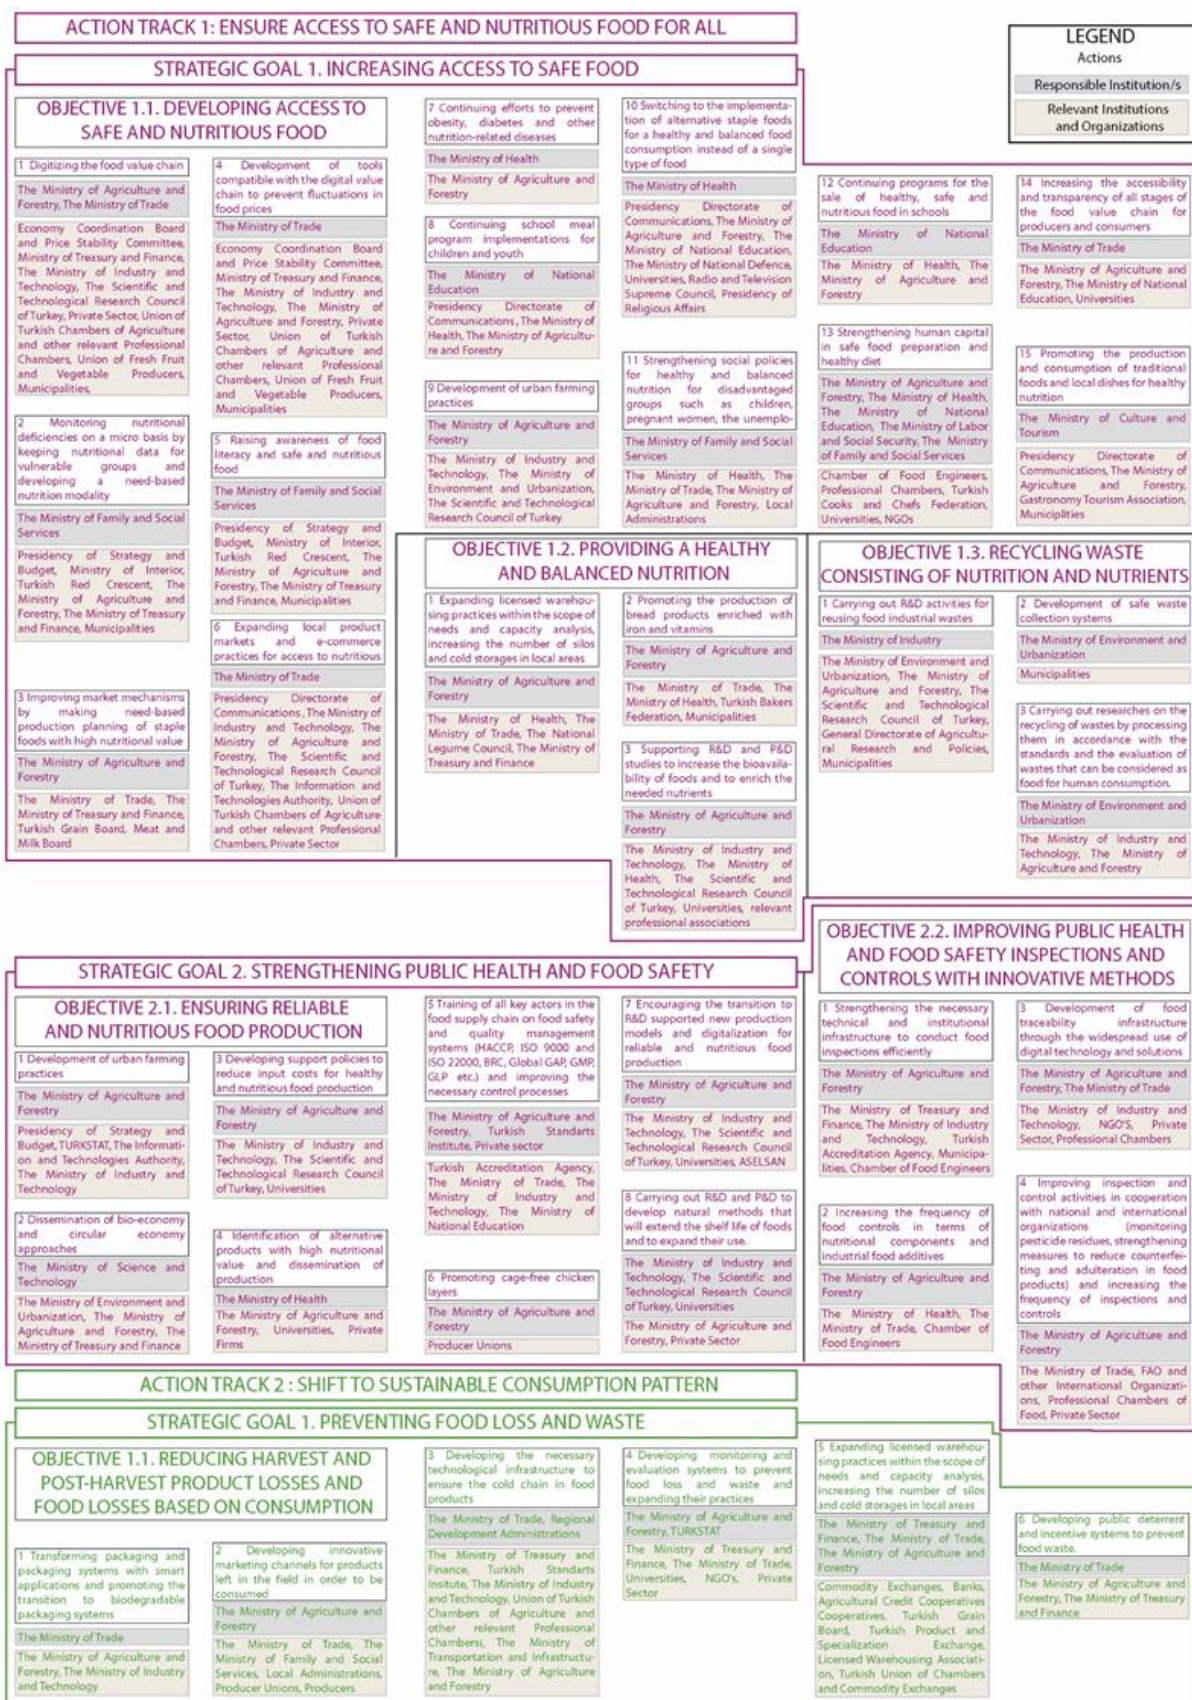 ACTION TRACK 1: ENSURE ACCESS TO SAFE AND NUTRITIOUS FOOD FOR ALL
LEGEND
Actions
Responsible Institution/s
Relevant Institutions
and Organizations
STRATEGIC GOAL 1. INCREASING ACCESS TO SAFE FOOD
OBJECTIVE 1.1. DEVELOPING ACCESS TO
SAFE AND NUTRITIOUS FOOD
1 Digitizing the food value chain
The Ministry of Agriculture and
Forestry, The Ministry of Trade
Economy Coordination Board
and Price Stability Committee,
Ministry of Treasury and Finance,
The Ministry of Industry and
Technology, The Scientific and
Technological Research Council
of Turkey, Private Sector, Union of
Turkish Chambers of Agriculture
and other relevant Professional
Chambers, Union of Fresh Fruit
and Vegetable Producers,
Municipalities,
2 Monitoring nutritional
deficiencies on a micro basis by
keeping nutritional data for
vulnerable groups and
developing a need-based
nutrition modality
The Ministry of Family and Social
Services
Presidency of Strategy and
Budget, Ministry of Interior,
Turkish Red Crescent, The
Ministry of Agriculture and
Forestry, The Ministry of Treasury
and Finance, Municipalities
3 Improving market mechanisms
by making need-based
production planning of staple
foods with high nutritional value
The Ministry of Agriculture and
Forestry
The Ministry of Trade, The
Ministry of Treasury and Finance,
Turkish Grain Board, Meat and
Milk Board
4 Development of tools
compatible with the digital value
chain to prevent fluctuations in
food prices
The Ministry of Trade
Economy Coordination Board
and Price Stability Committee,
Ministry of Treasury and Finance,
The Ministry of Industry and
Technology, The Ministry of
Agriculture and Forestry, Private
Sector, Union of Turkish
Chambers of Agriculture and
other relevant Professional
Chambers, Union of Fresh Fruit
and Vegetable Producers,
Municipalities
5 Raising awareness of food
literacy and safe and nutritious
food
The Ministry of Family and Social
Services
Presidency of Strategy and
Budget, Ministry of Interior,
Turkish Red Crescent, The
Ministry of Agriculture and
Forestry, The Ministry of Treasury
and Finance, Municipalities
6 Expanding local product
markets and e-commerce
practices for access to nutritious
The Ministry of Trade
Presidency Directorate of
Communications, The Ministry of
Industry and Technology, The
Ministry of Agriculture and
Forestry, The Scientific and
Technological Research Council
of Turkey, The Information and
Technologies Authority, Union of
Turkish Chambers of Agriculture
and other relevant Professional
Chambers, Private Sector
7 Continuing efforts to prevent
obesity, diabetes and other
nutrition-related diseases
The Ministry of Health
The Ministry of Agriculture and
Forestry
8 Continuing school meal
program implementations for
children and youth
The Ministry of National
Education
Presidency Directorate of
Communications , The Ministry of
Health, The Ministry of Agricultu-
re and Forestry
9 Development of urban farming
practices
The Ministry of Agriculture and
Forestry
The Ministry of Industry and
Technology, The Ministry of
Environment and Urbanization,
The Scientific and Technological
Research Council of Turkey
10 Switching to the implementa-
tion of alternative staple foods
for a healthy and balanced food
consumption instead of a single
type of food
The Ministry of Health
Presidency Directorate of
Communications, The Ministry of
Agriculture and Forestry, The
Ministry of National Education,
The Ministry of National Defence,
Universities, Radio and Television
Supreme Council, Presidency of
Religious Affairs
11 Strengthening social policies
for healthy and balanced
nutrition for disadvantaged
groups such as children,
pregnant women, the unemplo-
The Ministry of Family and Social
Services
The Ministry of Health, The
Ministry of Trade, The Ministry of
Agriculture and Forestry, Local
Administrations
12 Continuing programs for the
sale of healthy, safe and
nutritious food in schools
The Ministry of National
Education
The Ministry of Health, The
Ministry of Agriculture and
Forestry
13 Strengthening human capital
in safe food preparation and
healthy diet
The Ministry of Agriculture and
Forestry, The Ministry of Health,
The Ministry of National
Education, The Ministry of Labor
and Social Security, The Ministry
of Family and Social Services
Chamber of Food Engineers,
Professional Chambers, Turkish
Cooks and Chefs Federation,
Universities, NGOs
14 Increasing the accessibility
and transparency of all stages of
the food value chain for
producers and consumers
The Ministry of Trade
The Ministry of Agriculture and
Forestry, The Ministry of National
Education, Universities
15 Promoting the production
and consumption of traditional
foods and local dishes for healthy
nutrition
The Ministry of Culture and
Tourism
Presidency Directorate of
Communications, The Ministry of
Agriculture and Forestry,
Gastronomy Tourism Association,
Municiplities
OBJECTIVE 1.2. PROVIDING A HEALTHY
AND BALANCED NUTRITION
1 Expanding licensed warehou-
sing practices within the scope of
needs and capacity analysis,
increasing the number of silos
and cold storages in local areas
The Ministry of Agriculture and
Forestry
The Ministry of Health, The
Ministry of Trade, The National
Legume Council, The Ministry of
Treasury and Finance
2 Promoting the production of
bread products enriched with
iron and vitamins
The Ministry of Agriculture and
Forestry
The Ministry of Trade, The
Ministry of Health, Turkish Bakers
Federation, Municipalities
3 Supporting R&D and P&D
studies to increase the bioavaila-
bility of foods and to enrich the
needed nutrients
The Ministry of Agriculture and
Forestry
The Ministry of Industry and
Technology, The Ministry of
Health, The Scientific and
Technological Research Council
of Turkey, Universities, relevant
professional associations
OBJECTIVE 1.3. RECYCLING WASTE
CONSISTING OF NUTRITION AND NUTRIENTS
1 Carrying out R&D activities for
reusing food industrial wastes
The Ministry of Industry
The Ministry of Environment and
Urbanization, The Ministry of
Agriculture and Forestry, The
Scientific and Technological
Research Council of Turkey,
General Directorate of Agricultu-
ral Research and Policies,
Municipalities
2 Development of safe waste
collection systems
The Ministry of Environment and
Urbanization
Municipalities
3 Carrying out researches on the
recycling of wastes by processing
them in accordance with the
standards and the evaluation of
wastes that can be considered as
food for human consumption.
The Ministry of Environment and
Urbanization
The Ministry of Industry and
Technology, The Ministry of
Agriculture and Forestry
STRATEGIC GOAL 2. STRENGTHENING PUBLIC HEALTH AND FOOD SAFETY
OBJECTIVE 2.1. ENSURING RELIABLE
AND NUTRITIOUS FOOD PRODUCTION
1 Development of urban farming
practices
The Ministry of Agriculture and
Forestry
Presidency of Strategy and
Budget, TURKSTAT, The Informati-
on and Technologies Authority,
The Ministry of Industry and
Technology
2 Dissemination of bio-economy
and circular economy
approaches
The Ministry of Science and
Technology
The Ministry of Environment and
Urbanization, The Ministry of
Agriculture and Forestry, The
Ministry of Treasury and Finance
3 Developing support policies to
reduce input costs for healthy
and nutritious food production
The Ministry of Agriculture and
Forestry
The Ministry of Industry and
Technology, The Scientific and
Technological Research Council
of Turkey, Universities
4 Identification of alternative
products with high nutritional
value and dissemination of
production
The Ministry of Health
The Ministry of Agriculture and
Forestry, Universities, Private
Firms
5 Training of all key actors in the
food supply chain on food safety
and quality management
systems (HACCP, ISO 9000 and
ISO 22000, BRC, Global GAP, GMP,
GLP etc.) and improving the
necessary control processes
The Ministry of Agriculture and
Forestry, Turkish Standarts
Institute, Private sector
Turkish Accreditation Agency,
The Ministry of Trade, The
Ministry of Industry and
Technology, The Ministry of
National Education
6 Promoting cage-free chicken
layers
The Ministry of Agriculture and
Forestry
Producer Unions
7 Encouraging the transition to
R&D supported new production
models and digitalization for
reliable and nutritious food
production
The Ministry of Agriculture and
Forestry
The Ministry of Industry and
Technology, The Scientific and
Technological Research Council
of Turkey, Universities, ASELSAN
8 Carrying out R&D and P&D to
develop natural methods that
will extend the shelf life of foods
and to expand their use.
The Ministry of Industry and
Technology, The Scientific and
Technological Research Council
of Turkey, Universities
The Ministry of Agriculture and
Forestry, Private Sector
OBJECTIVE 2.2. IMPROVING PUBLIC HEALTH
AND FOOD SAFETY INSPECTIONS AND
CONTROLS WITH INNOVATIVE METHODS
1 Strengthening the necessary
technical and institutional
infrastructure to conduct food
inspections efficiently
The Ministry of Agriculture and
Forestry
The Ministry of Treasury and
Finance, The Ministry of Industry
and Technology, Turkish
Accreditation Agency, Municipa-
lities, Chamber of Food Engineers
2 Increasing the frequency of
food controls in terms of
nutritional components and
industrial food additives
The Ministry of Agriculture and
Forestry
The Ministry of Health, The
Ministry of Trade, Chamber of
Food Engineers
3 Development of food
traceability infrastructure
through the widespread use of
digital technology and solutions
The Ministry of Agriculture and
Forestry, The Ministry of Trade
The Ministry of Industry and
Technology, NGO'S, Private
Sector, Professional Chambers
4 Improving inspection and
control activities in cooperation
with national and international
organizations (monitoring
pesticide residues, strengthening
measures to reduce counterfei-
ting and adulteration in food
products) and increasing the
frequency of inspections and
controls
The Ministry of Agriculture and
Forestry
The Ministry of Trade, FAO and
other International Organizati-
ons, Professional Chambers of
Food, Private Sector
ACTION TRACK 2 : SHIFT TO SUSTAINABLE CONSUMPTION PATTERN
STRATEGIC GOAL 1. PREVENTING FOOD LOSS AND WASTE
OBJECTIVE 1.1. REDUCING HARVEST AND
POST-HARVEST PRODUCT LOSSES AND
FOOD LOSSES BASED ON CONSUMPTION
1 Transforming packaging and
packaging systems with smart
applications and promoting the
transition to biodegradable
packaging systems
The Ministry of Trade
The Ministry of Agriculture and
Forestry, The Ministry of Industry
and Technology
2 Developing innovative
marketing channels for products
left in the field in order to be
consumed
The Ministry of Agriculture and
Forestry
The Ministry of Trade, The
Ministry of Family and Social
Services, Local Administrations,
Producer Unions, Producers
3 Developing the necessary
technological infrastructure to
ensure the cold chain in food
products
The Ministry of Trade, Regional
Development Administrations
The Ministry of Treasury and
Finance, Turkish Standarts
Insitute, The Ministry of Industry
and Technology, Union of Turkish
Chambers of Agriculture and
other relevant Professional
Chambersi, The Ministry of
Transportation and Infrastructu-
re, The Ministry of Agriculture
and Forestry
4 Developing monitoring and
evaluation systems to prevent
food loss and waste and
expanding their practices
The Ministry of Agriculture and
Forestry, TURKSTAT
The Ministry of Treasury and
Finance, The Ministry of Trade,
Universities, NGO's, Private
Sector
5 Expanding licensed warehou-
sing practices within the scope of
needs and capacity analysis,
increasing the number of silos
and cold storages in local areas
The Ministry of Treasury and
Finance, The Ministry of Trade,
The Ministry of Agriculture and
Forestry
Commodity Exchanges, Banks,
Agricultural Credit Cooperatives
Cooperatives, Turkish Grain
Board, Turkish Product and
Specialization Exchange,
Licensed Warehousing Associati-
on, Turkish Union of Chambers
and Commodity Exchanges
6 Developing public deterrent
and incentive systems to prevent
food waste.
The Ministry of Trade
The Ministry of Agriculture and
Forestry, The Ministry of Treasury
and Finance